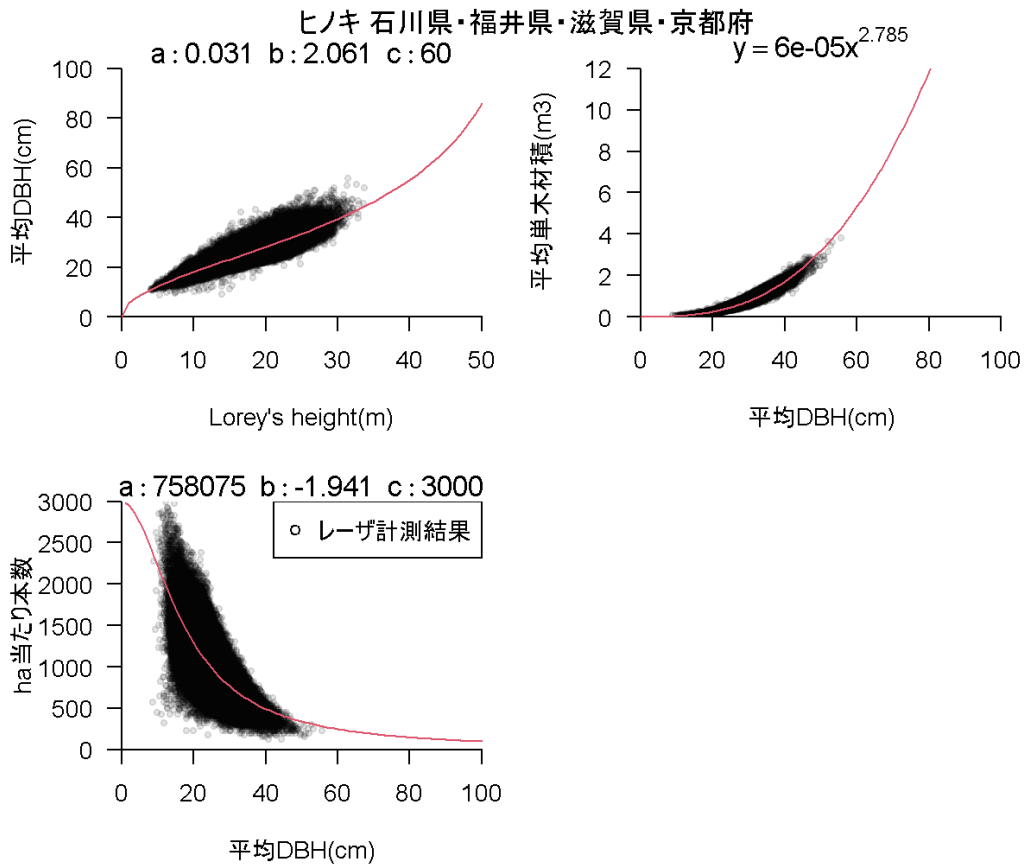 ヒノキ 石川県・福井県・滋賀県・京都府
a : 0.031 b : 2.061 c : 60
平均DBH(cm)
100
80
60
40
20
0
0 10 20 30 40 50
Lorey's height(m)
y = 6e-05x^2.785
平均単木材積(m3)
12
10
8
6
4
2
0
0 20 40 60 80 100
平均DBH(cm)
a : 758075 b : -1.941 c : 3000
レーザ計測結果
ha当たり本数
3000
2500
2000
1500
1000
500
0
0 20 40 60 80 100
平均DBH(cm)